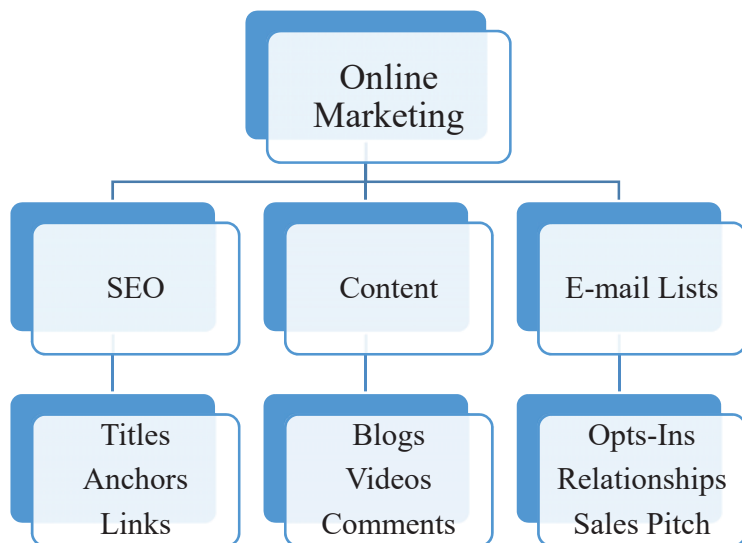 Online
Marketing
SEO
Content
E-mail Lists
Titles
Anchors
Links
Blogs
Videos
Comments
Opts-Ins
Relationships
Sales Pitch